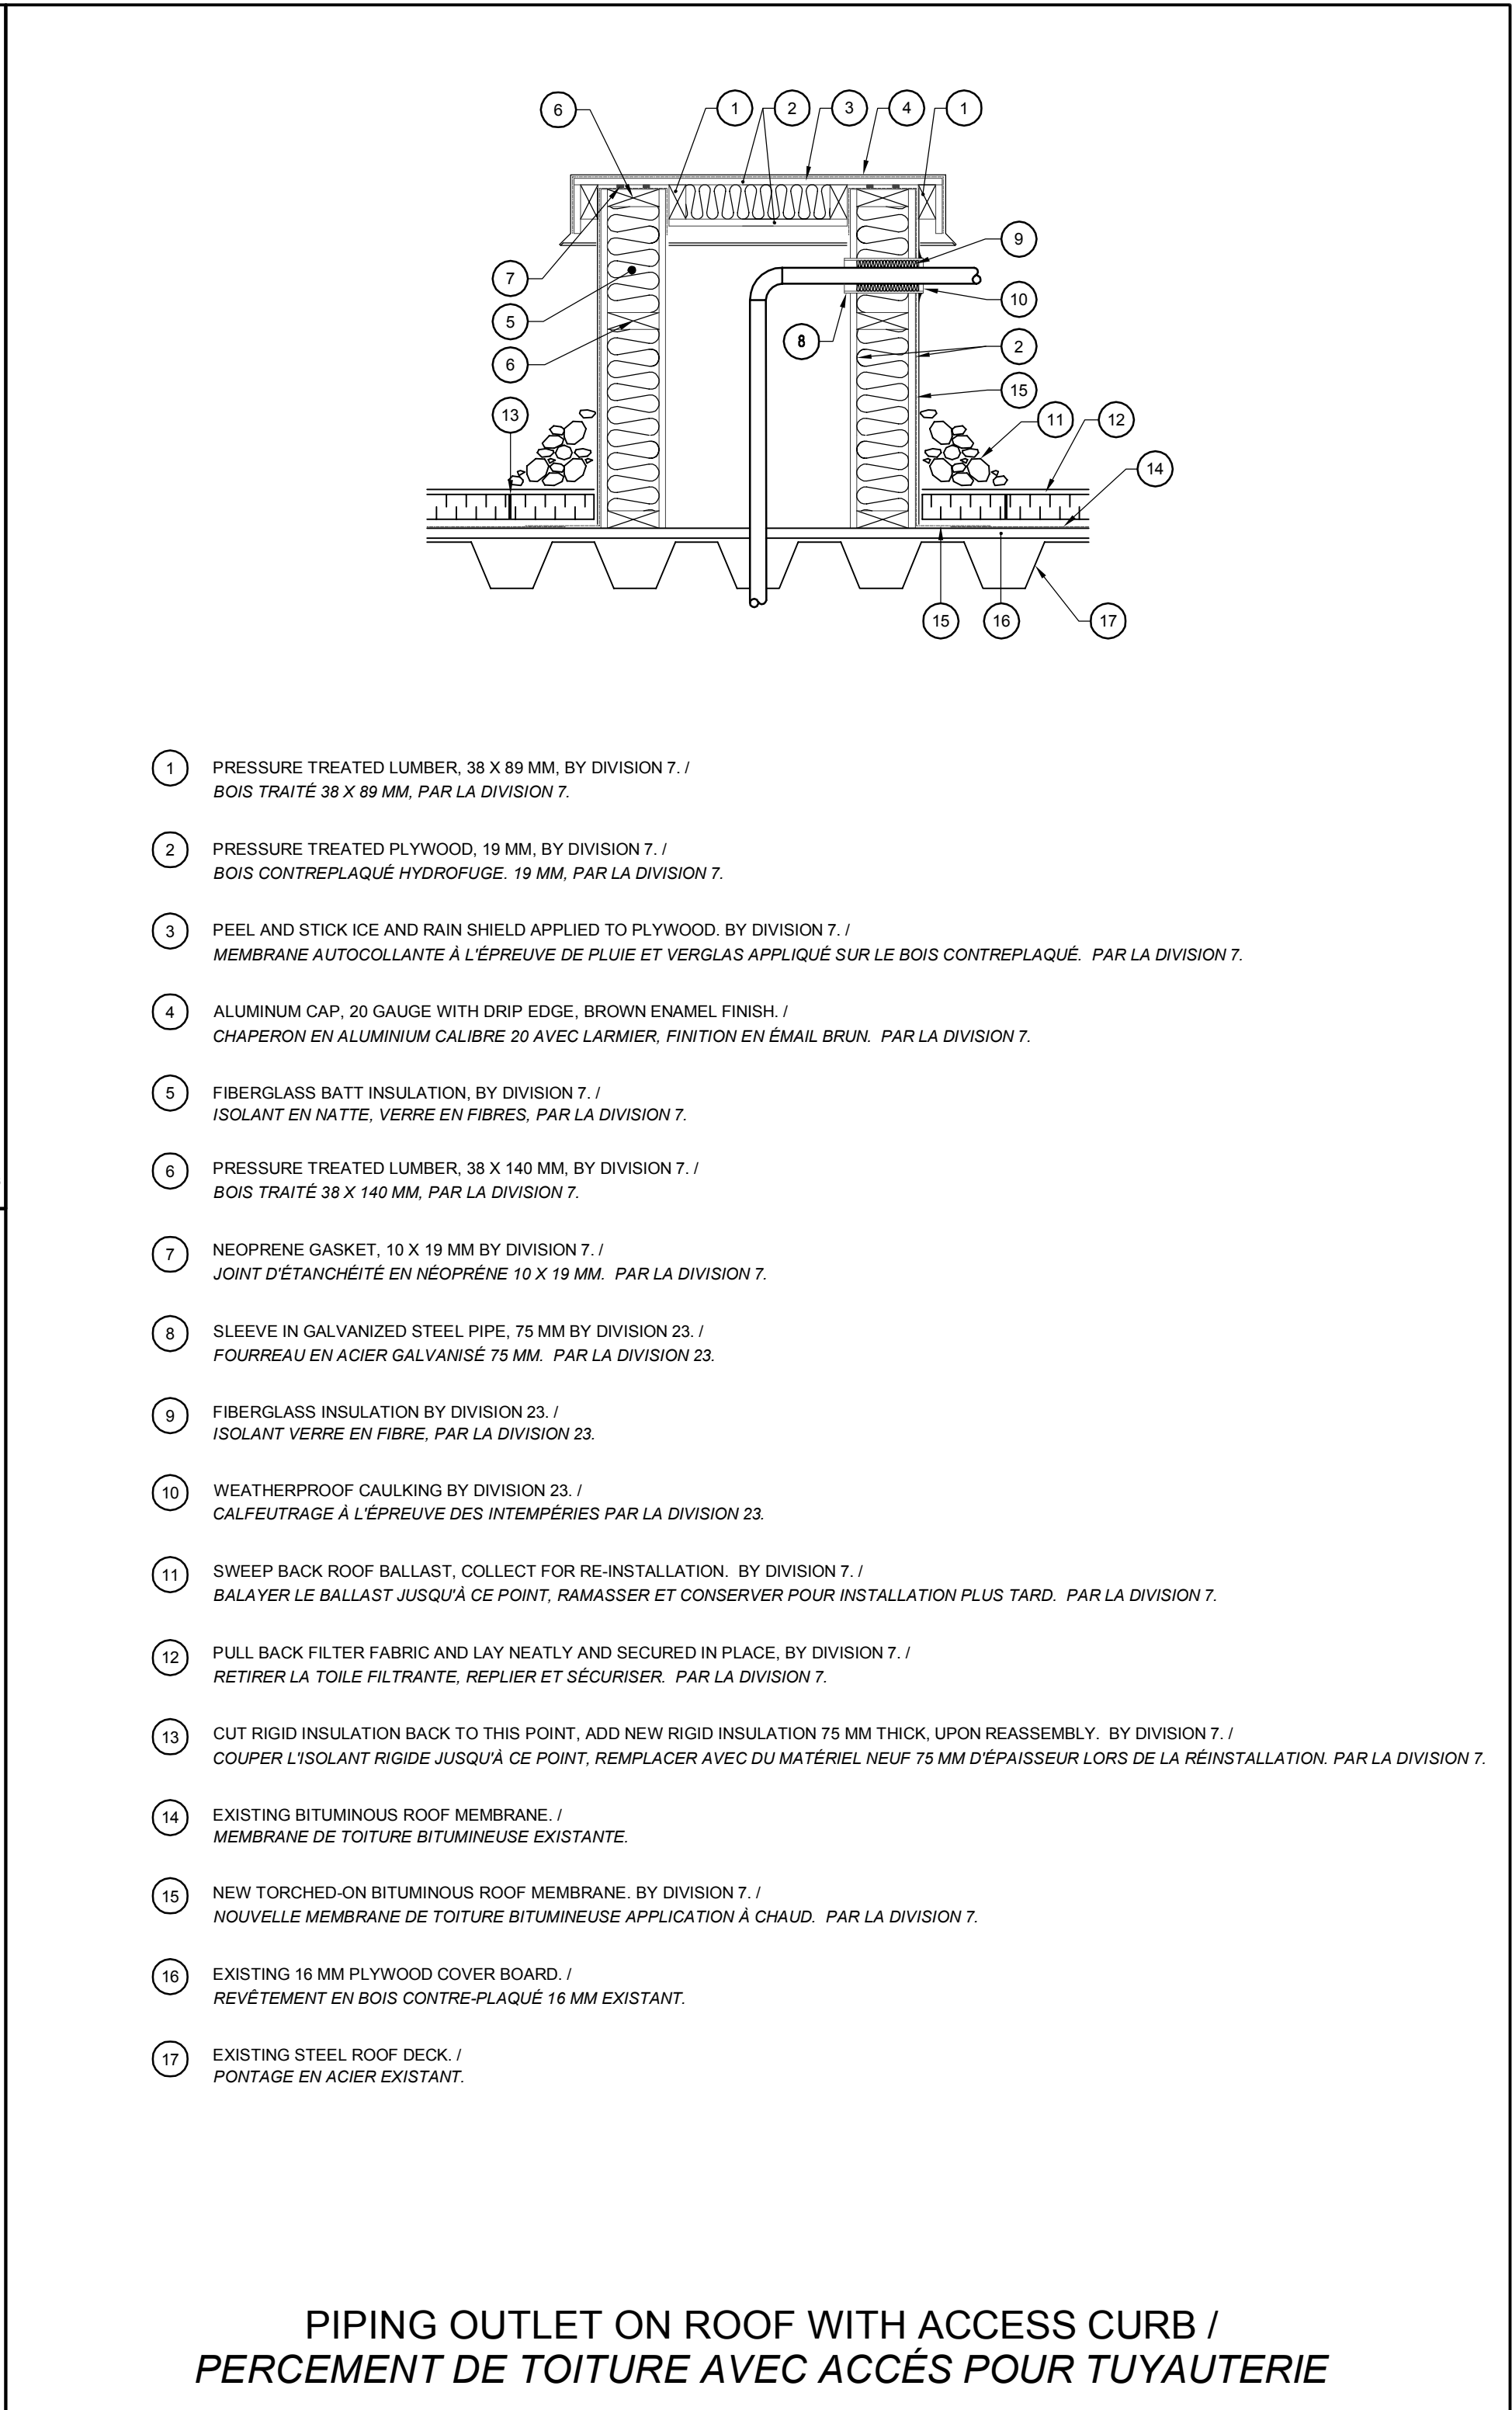 6
1
2
3
4
1
9
7
10
5
8
2
6
15
13
11
12
14
15
16
17
1 PRESSURE TREATED LUMBER, 38 X 89 MM, BY DIVISION 7. /
BOIS TRAITÉ 38 X 89 MM, PAR LA DIVISION 7.
2 PRESSURE TREATED PLYWOOD, 19 MM, BY DIVISION 7. /
BOIS CONTREPLAQUÉ HYDROFUGE. 19 MM, PAR LA DIVISION 7.
3 PEEL AND STICK ICE AND RAIN SHIELD APPLIED TO PLYWOOD. BY DIVISION 7. /
MEMBRANE AUTOCOLLANTE À L'ÉPREUVE DE PLUIE ET VERGLAS APPLIQUÉ SUR LE BOIS CONTREPLAQUÉ. PAR LA DIVISION 7.
4 ALUMINUM CAP, 20 GAUGE WITH DRIP EDGE, BROWN ENAMEL FINISH. /
CHAPERON EN ALUMINIUM CALIBRE 20 AVEC LARMIER, FINITION EN ÉMAIL BRUN. PAR LA DIVISION 7.
5 FIBERGLASS BATT INSULATION, BY DIVISION 7. /
ISOLANT EN NATTE, VERRE EN FIBRES, PAR LA DIVISION 7.
6 PRESSURE TREATED LUMBER, 38 X 140 MM, BY DIVISION 7. /
BOIS TRAITÉ 38 X 140 MM, PAR LA DIVISION 7.
7 NEOPRENE GASKET, 10 X 19 MM BY DIVISION 7. /
JOINT D'ÉTANCHÉITÉ EN NÉOPRÉNE 10 X 19 MM. PAR LA DIVISION 7.
8 SLEEVE IN GALVANIZED STEEL PIPE, 75 MM BY DIVISION 23. /
FOURREAU EN ACIER GALVANISÉ 75 MM. PAR LA DIVISION 23.
9 FIBERGLASS INSULATION BY DIVISION 23. /
ISOLANT VERRE EN FIBRE, PAR LA DIVISION 23.
10 WEATHERPROOF CAULKING BY DIVISION 23. /
CALFEUTRAGE À L'ÉPREUVE DES INTEMPÉRIES PAR LA DIVISION 23.
11 SWEEP BACK ROOF BALLAST, COLLECT FOR RE-INSTALLATION. BY DIVISION 7. /
BALAYER LE BALLAST JUSQU'À CE POINT, RAMASSER ET CONSERVER POUR INSTALLATION PLUS TARD. PAR LA DIVISION 7.
12 PULL BACK FILTER FABRIC AND LAY NEATLY AND SECURED IN PLACE, BY DIVISION 7. /
RETIRER LA TOILE FILTRANTE, REPLIER ET SÉCURISER. PAR LA DIVISION 7.
13 CUT RIGID INSULATION BACK TO THIS POINT, ADD NEW RIGID INSULATION 75 MM THICK, UPON REASSEMBLY. BY DIVISION 7. /
COUPER L'ISOLANT RIGIDE JUSQU'À CE POINT, REMPLACER AVEC DU MATÉRIEL NEUF 75 MM D'ÉPAISSEUR LORS DE LA RÉINSTALLATION. PAR LA DIVISION 7.
14 EXISTING BITUMINOUS ROOF MEMBRANE. /
MEMBRANE DE TOITURE BITUMINEUSE EXISTANTE.
15 NEW TORCHED-ON BITUMINOUS ROOF MEMBRANE. BY DIVISION 7. /
NOUVELLE MEMBRANE DE TOITURE BITUMINEUSE APPLICATION À CHAUD. PAR LA DIVISION 7.
16 EXISTING 16 MM PLYWOOD COVER BOARD. /
REVÊTEMENT EN BOIS CONTRE-PLAQUÉ 16 MM EXISTANT.
17 EXISTING STEEL ROOF DECK. /
PONTAGE EN ACIER EXISTANT.
PIPING OUTLET ON ROOF WITH ACCESS CURB /
PERCEMENT DE TOITURE AVEC ACCÉS POUR TUYAUTERIE